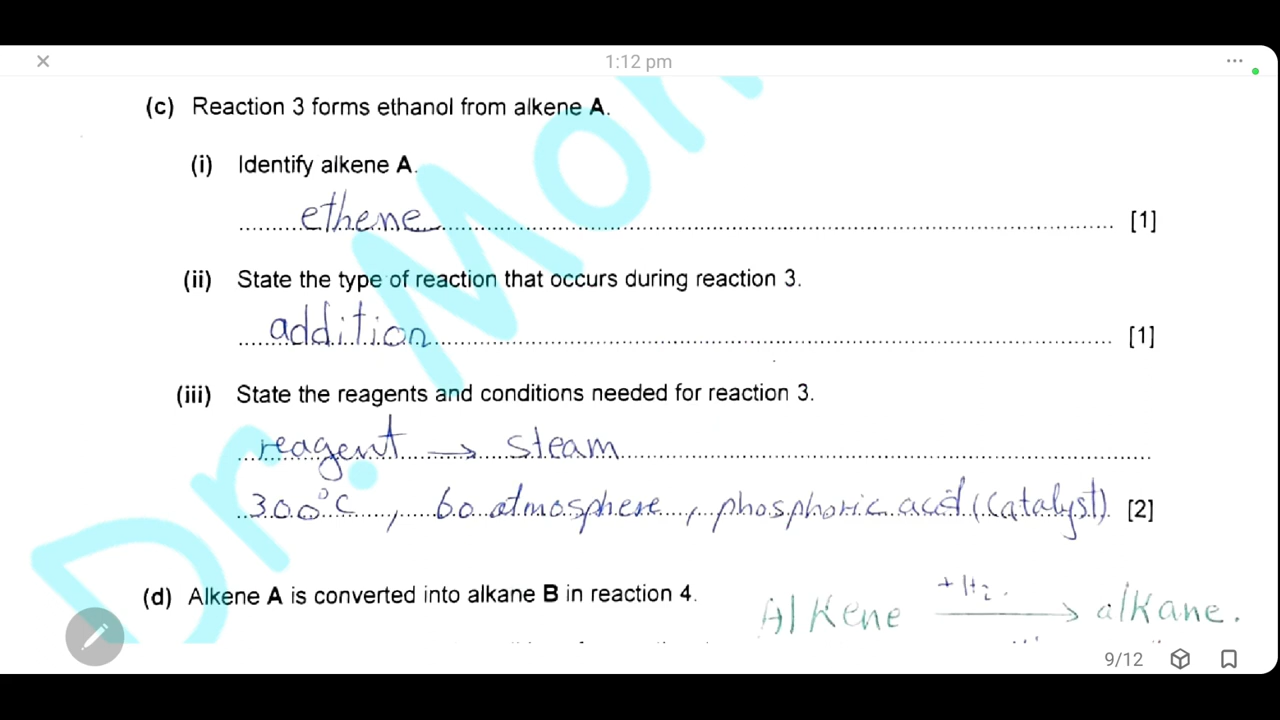 1:12 pm
(c) Reaction 3 forms ethanol from alkene A.
(i) Identify alkene A.
ethene [1]
(ii) State the type of reaction that occurs during reaction 3.
addition [1]
(iii) State the reagents and conditions needed for reaction 3.
reagent → steam
300°C, 60 atmosphere, phosphoric acid (Catalyst) [2]
(d) Alkene A is converted into alkane B in reaction 4.
+H₂.
Alkene → alkane.
9/12
Dr. Mon